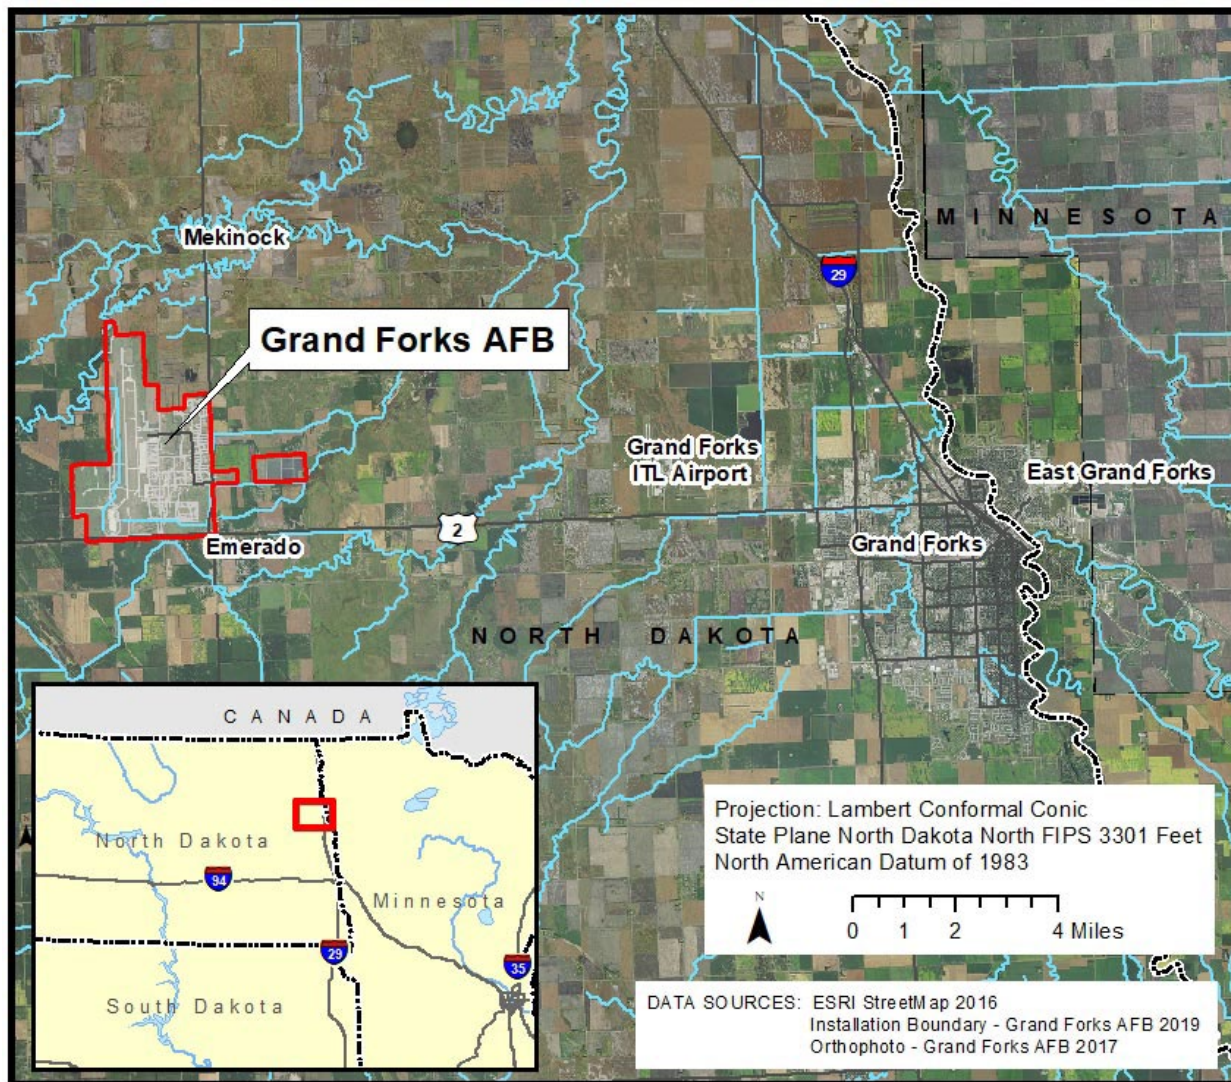 MINNESOTA
Mekinock
29
Grand Forks AFB
Grand Forks
ITL Airport
East Grand Forks
2
Emerado
Grand Forks
NORTH DAKOTA
CANADA
North Dakota
94
Minnesota
29
35
South Dakota
Projection: Lambert Conformal Conic
State Plane North Dakota North FIPS 3301 Feet
North American Datum of 1983
N
0 1 2 4 Miles
DATA SOURCES: ESRI StreetMap 2016
Installation Boundary - Grand Forks AFB 2019
Orthophoto - Grand Forks AFB 2017